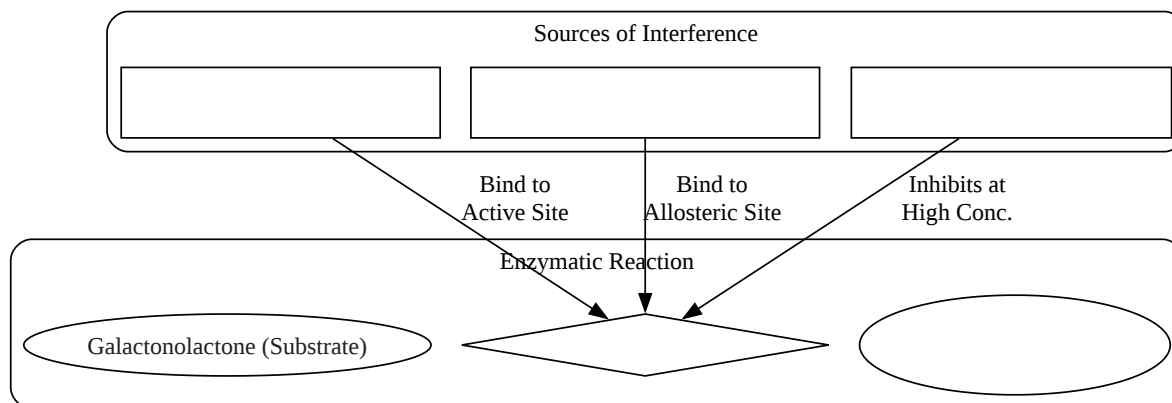 Sources of Interference
Bind to
Active Site
Bind to
Allosteric Site
Inhibits at
High Conc.
Enzymatic Reaction
Galactonolactone (Substrate)